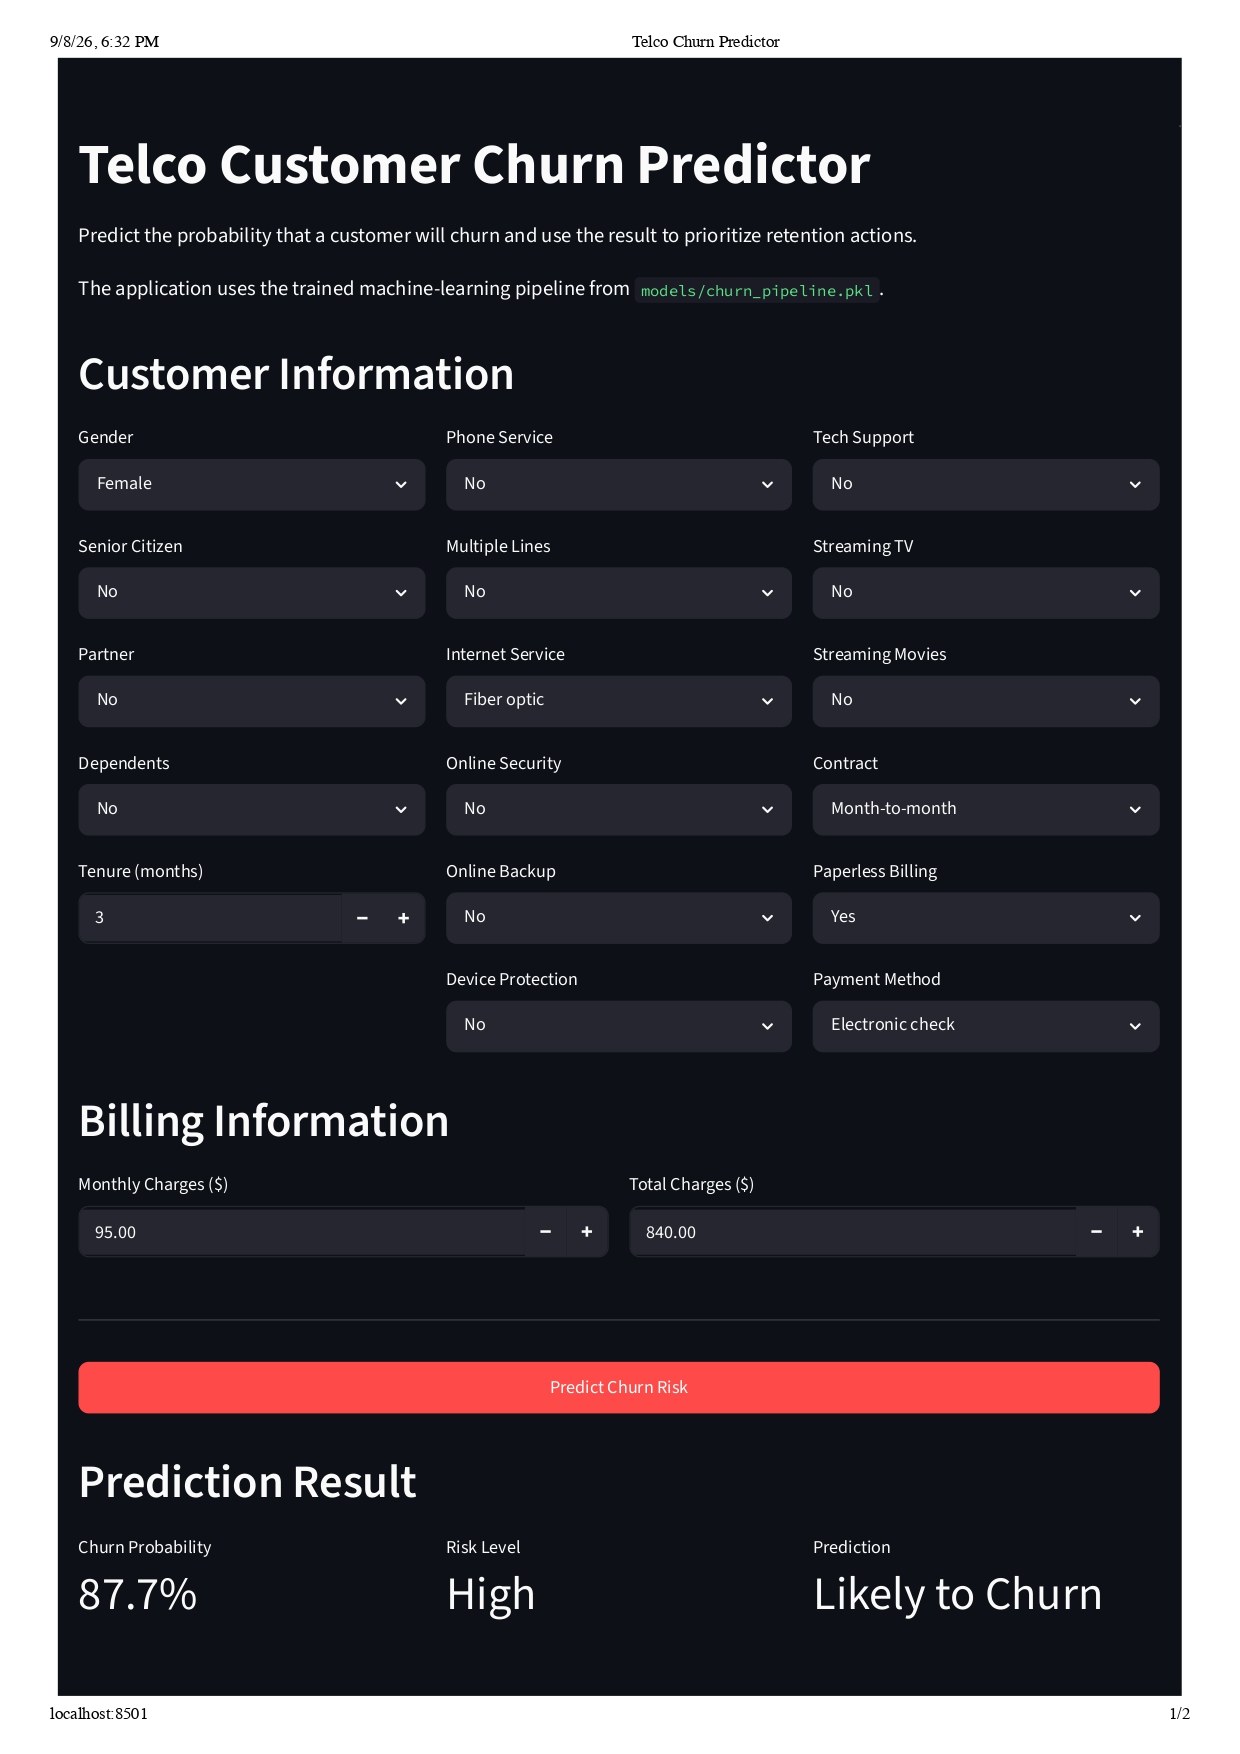 9/8/26, 6:32 PM
Telco Churn Predictor
Telco Customer Churn Predictor
Predict the probability that a customer will churn and use the result to prioritize retention actions.
The application uses the trained machine-learning pipeline from models/churn_pipeline.pkl.
Customer Information
Gender
Female
Senior Citizen
No
Partner
No
Dependents
No
Tenure (months)
3
Phone Service
No
Multiple Lines
No
Internet Service
Fiber optic
Online Security
No
Online Backup
No
Device Protection
No
Tech Support
No
Streaming TV
No
Streaming Movies
No
Contract
Month-to-month
Paperless Billing
Yes
Payment Method
Electronic check
Billing Information
Monthly Charges ($)
95.00
Total Charges ($)
840.00
Predict Churn Risk
Prediction Result
Churn Probability
87.7%
Risk Level
High
Prediction
Likely to Churn
localhost:8501
1/2